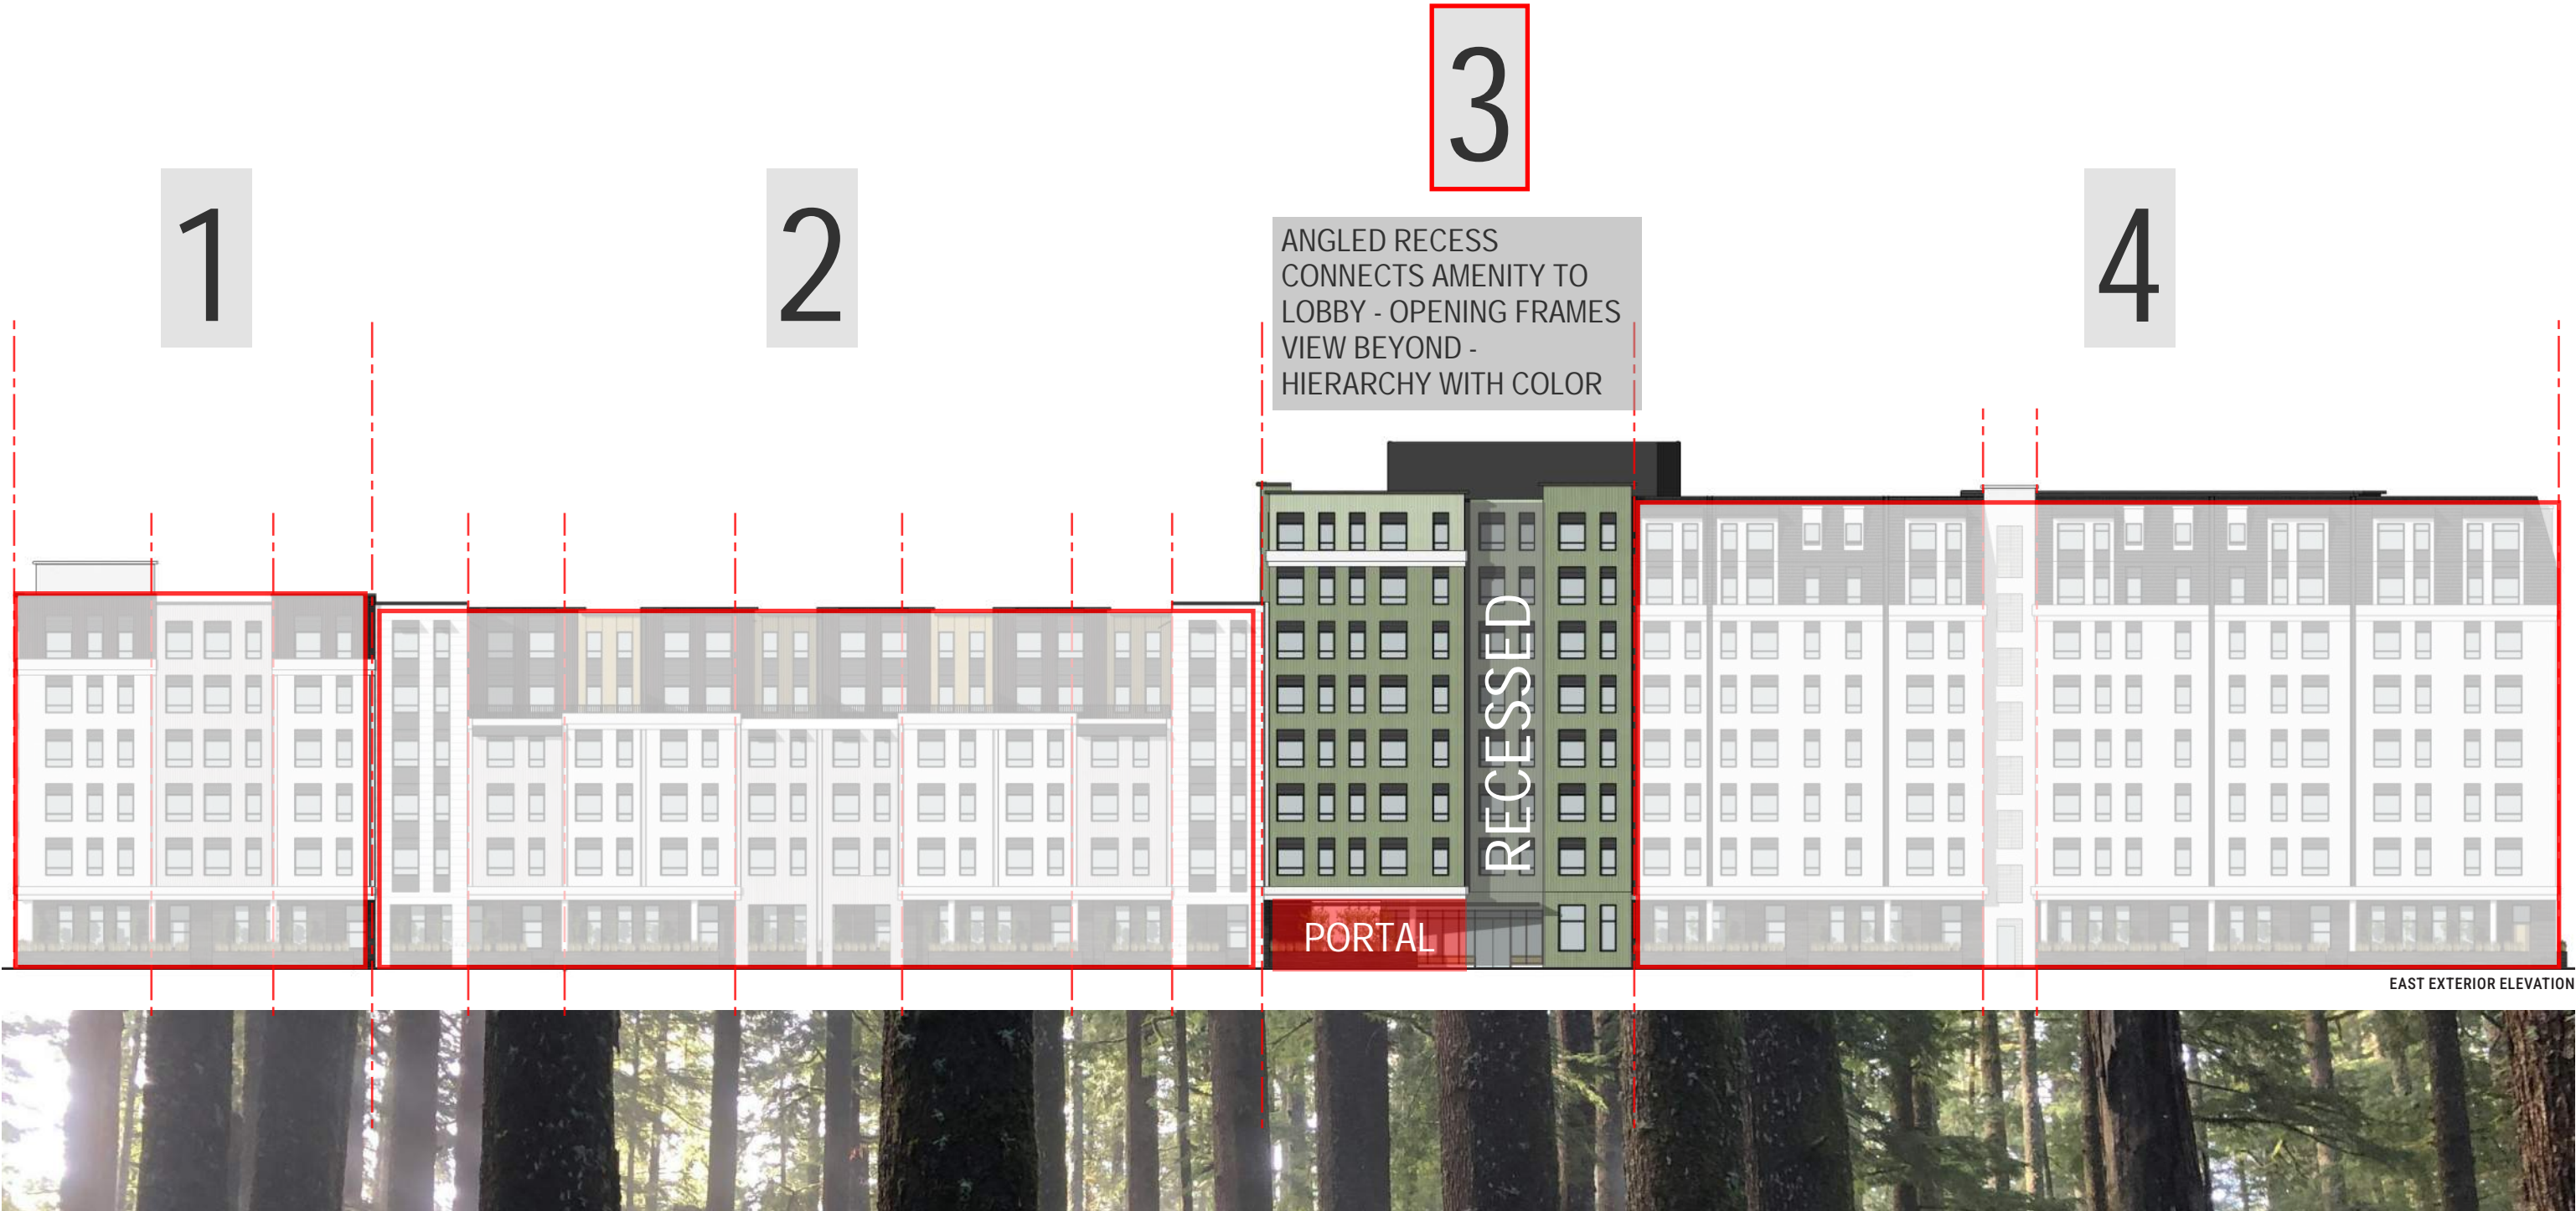 3
1
2
4
ANGLED RECESS
CONNECTS AMENITY TO
LOBBY - OPENING FRAMES
VIEW BEYOND -
HIERARCHY WITH COLOR
RECESSED
PORTAL
EAST EXTERIOR ELEVATION